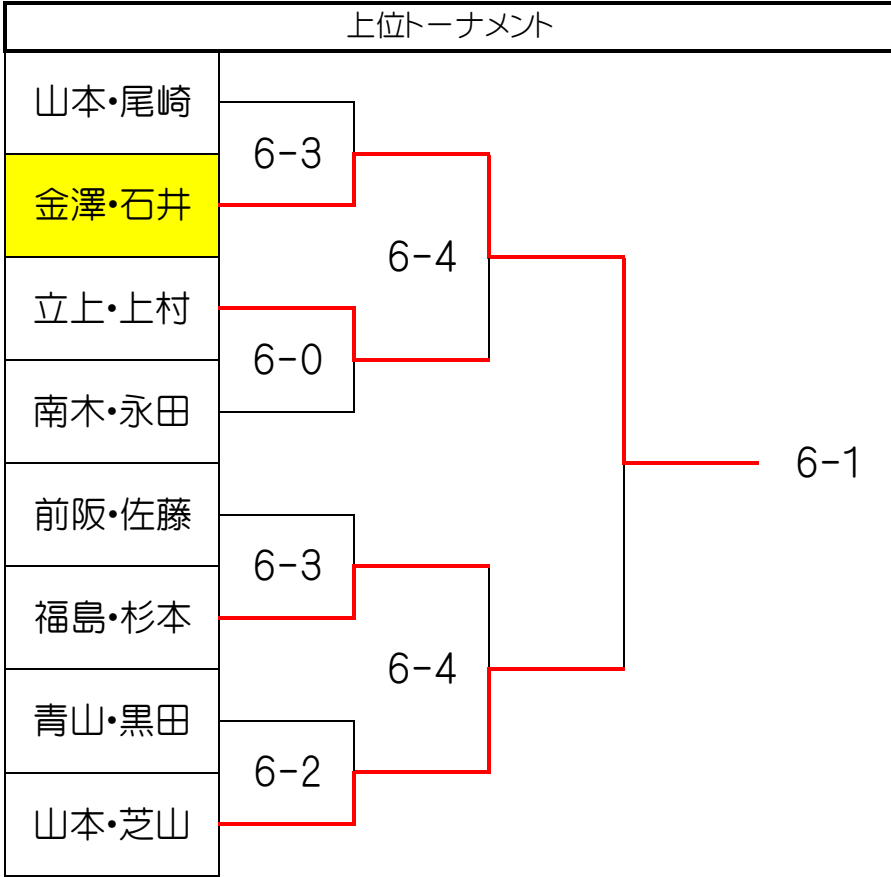 上位トーナメント
山本・尾崎
6-3
金澤・石井
6-4
立上・上村
6-0
南木・永田
6-1
前阪・佐藤
6-3
福島・杉本
6-4
青山・黒田
6-2
山本・芝山